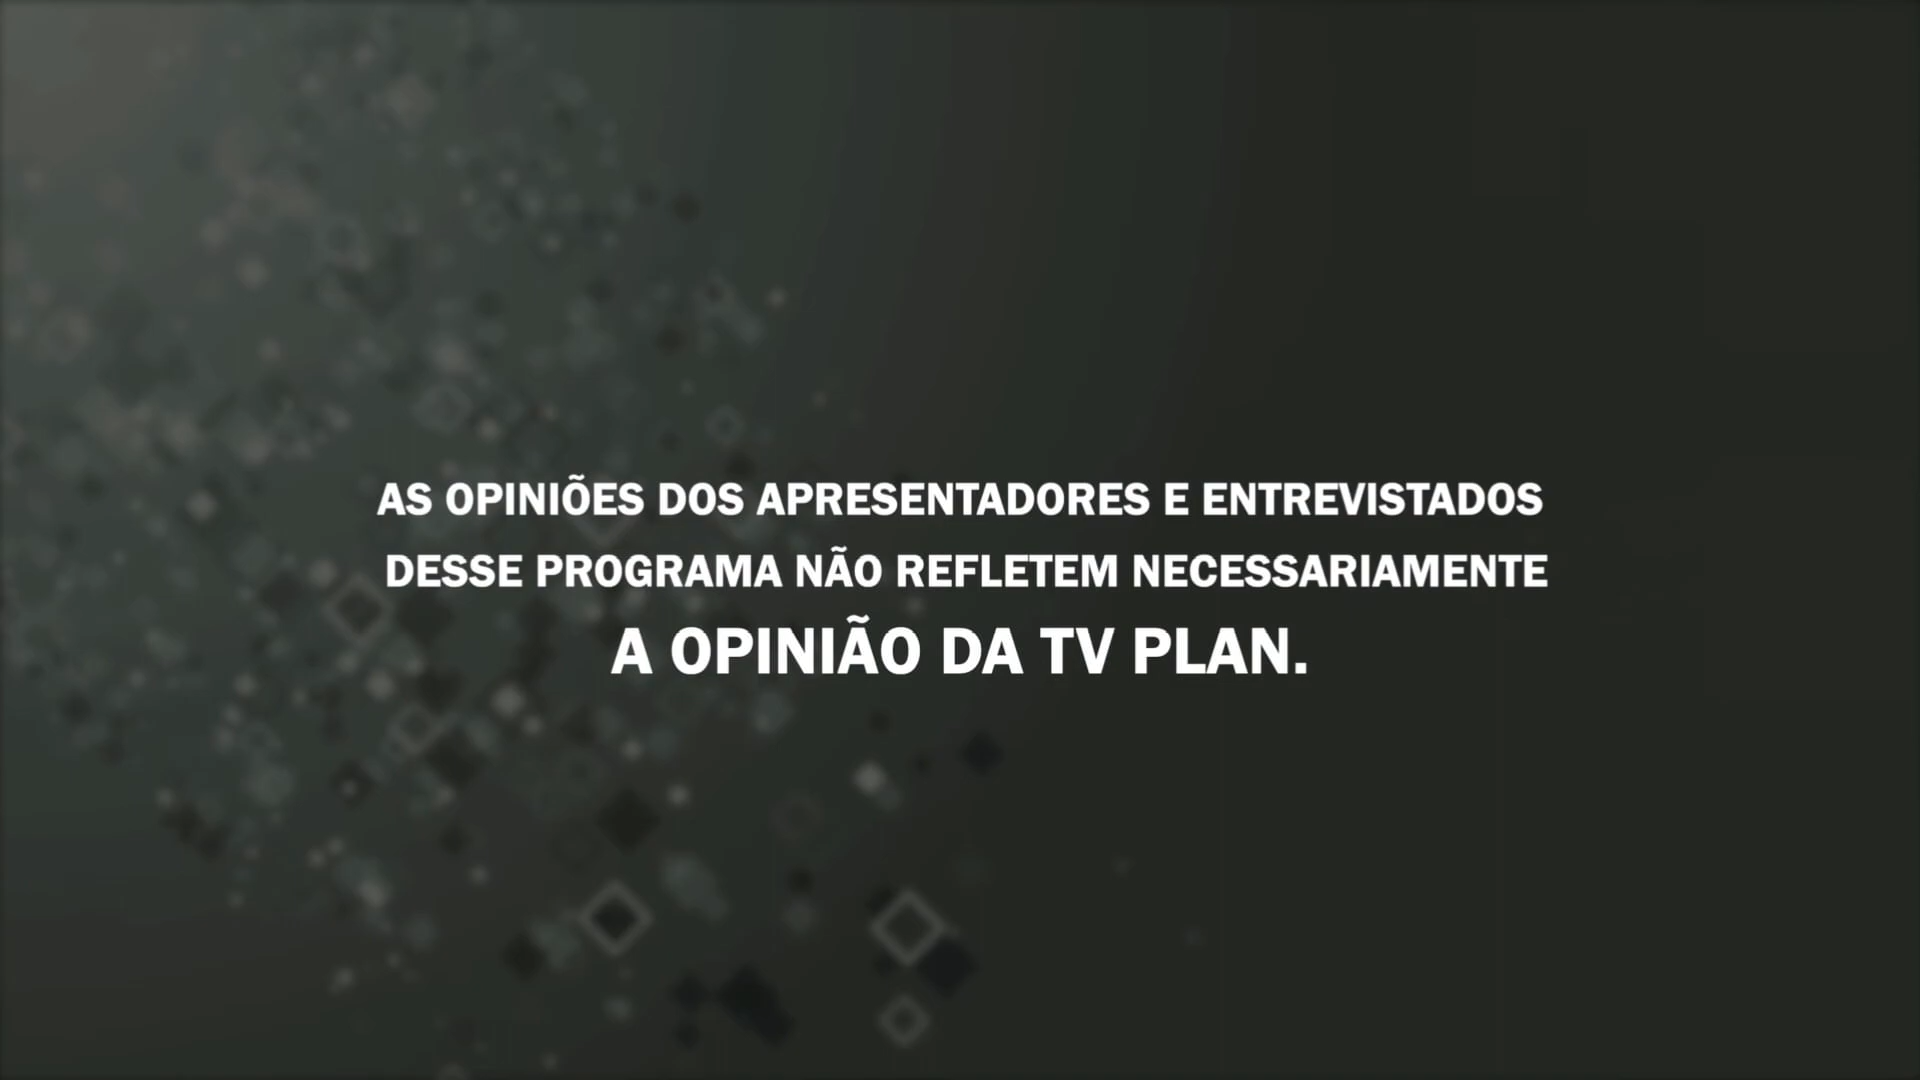 AS OPINIÕES DOS APRESENTADORES E ENTREVISTADOS
DESSE PROGRAMA NÃO REFLETEM NECESSARIAMENTE
A OPINIÃO DA TV PLAN.